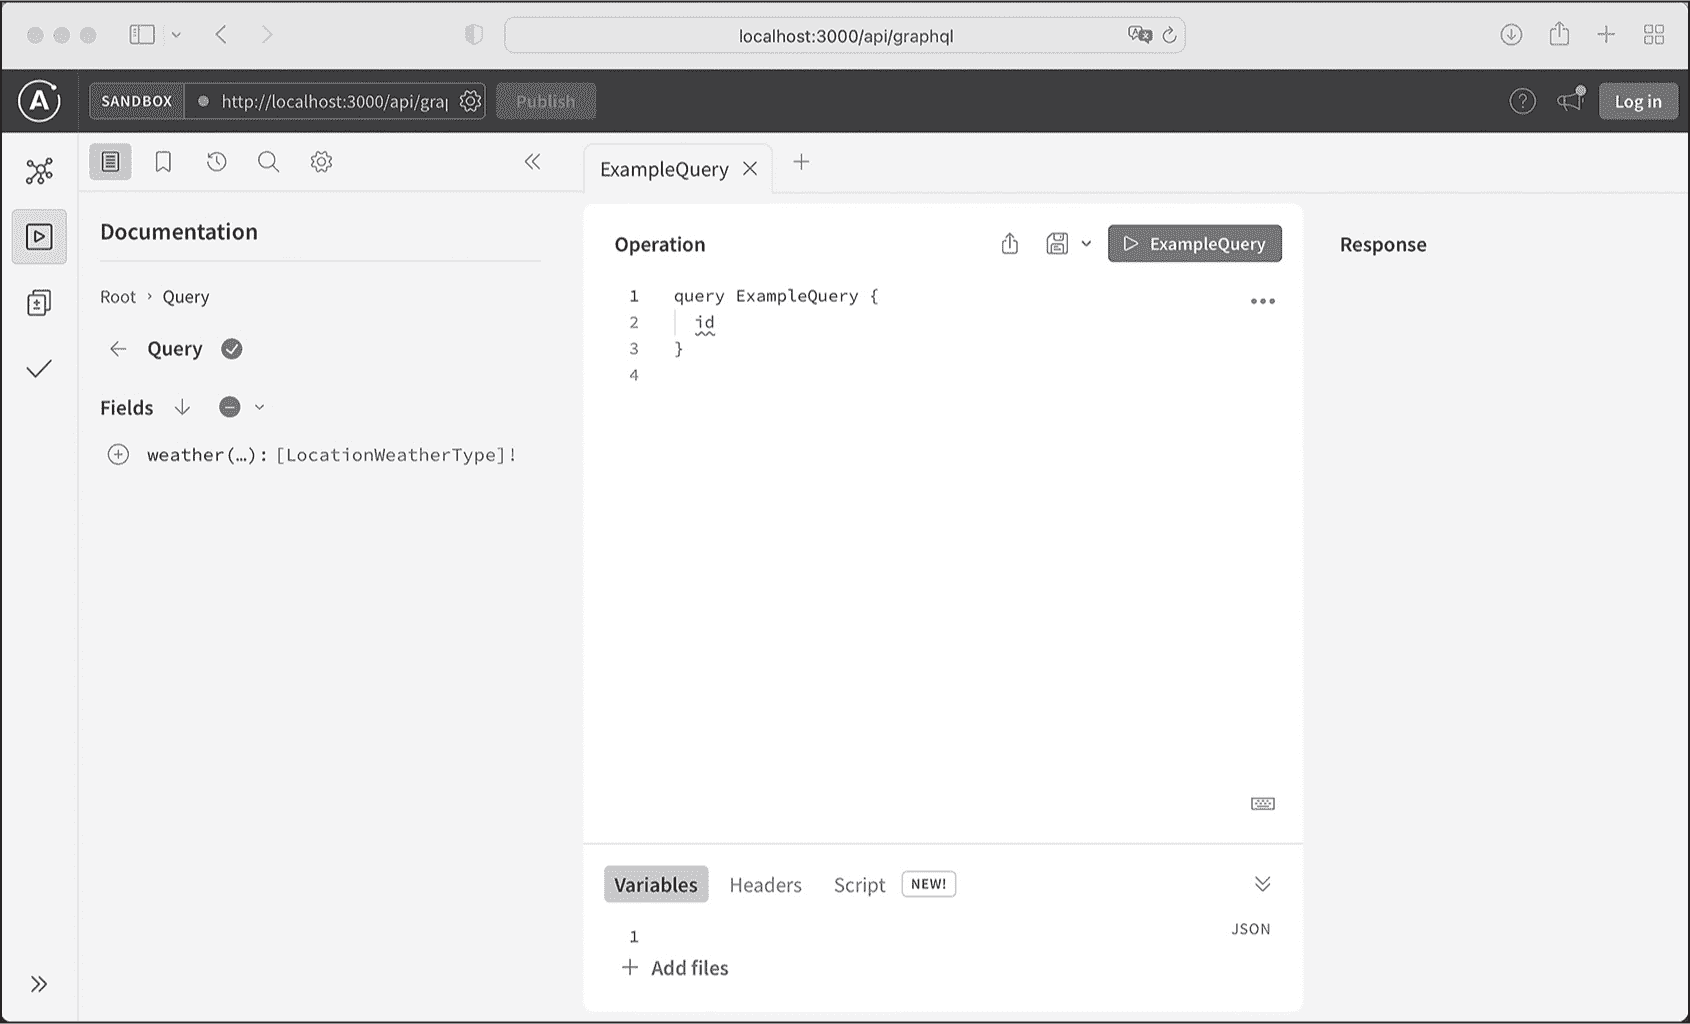 localhost:3000/api/graphql
SANDBOX http://localhost:3000/api/grap Publish Log in
ExampleQuery
Documentation
Root › Query
Query
Fields
weather(…): [LocationWeatherType]!
Operation
ExampleQuery
1 query ExampleQuery {
2 id
3 }
4
Variables Headers Script NEW!
JSON
1
+ Add files
Response